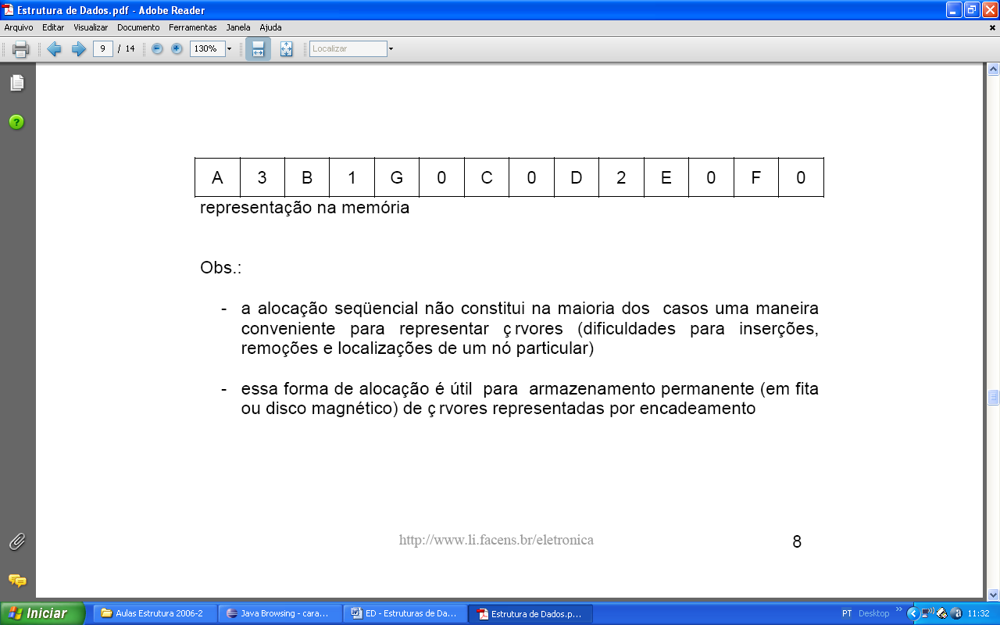 Estrutura de Dados.pdf - Adobe Reader
Arquivo Editar Visualizar Documento Ferramentas Janela Ajuda
9 / 14 130% Localizar
A 3 B 1 G 0 C 0 D 2 E 0 F 0
representação na memória
Obs.:
- a alocação seqüencial não constitui na maioria dos casos uma maneira
conveniente para representar ç rvores (dificuldades para inserções,
remoções e localizações de um nó particular)
- essa forma de alocação é útil para armazenamento permanente (em fita
ou disco magnético) de ç rvores representadas por encadeamento
http://www.li.facens.br/eletronica
8
Iniciar Aulas Estrutura 2006-2 Java Browsing - cara... ED - Estruturas de Da... Estrutura de Dados.p... PT Desktop 11:32